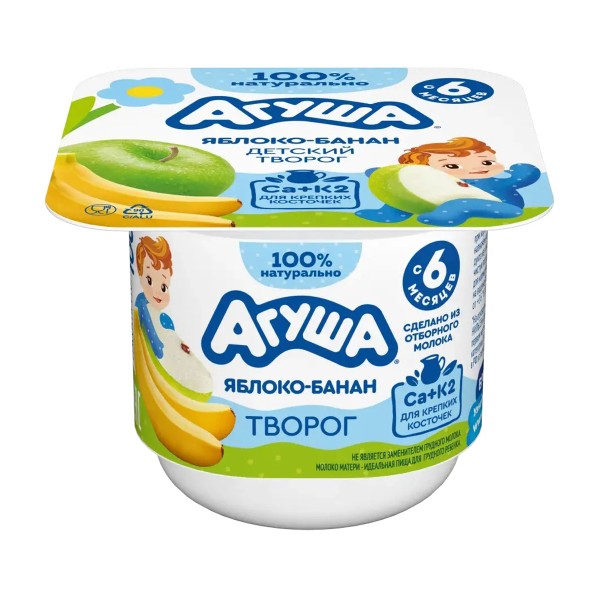 100%
натурально
АГУША®
ЯБЛОКО-БАНАН
ДЕТСКИЙ
ТВОРОГ
Ca+K2
ДЛЯ КРЕПКИХ
КОСТОЧЕК
С 6
МЕСЯЦЕВ
90
C/ALU
100%
натурально
АГУША®
ЯБЛОКО-БАНАН
ТВОРОГ
С 6
МЕСЯЦЕВ
СДЕЛАНО ИЗ
ОТБОРНОГО
МОЛОКА
Ca+K2
ДЛЯ КРЕПКИХ
КОСТОЧЕК
НЕ ЯВЛЯЕТСЯ ЗАМЕНИТЕЛЕМ ГРУДНОГО МОЛОКА
МОЛОКО МАТЕРИ - ИДЕАЛЬНАЯ ПИЩА ДЛЯ ГРУДНОГО РЕБЕНКА